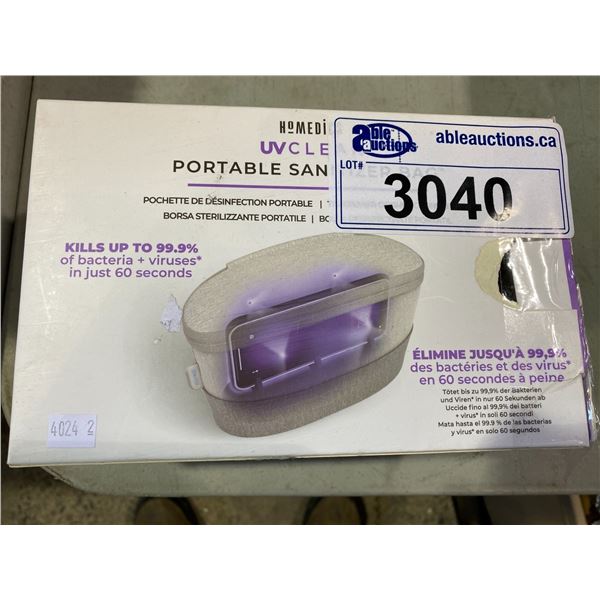 HOMEDI
able auctions
ableauctions.ca
LOT#
3040
UVCLEA
PORTABLE SANITIZER BAG
POCHETTE DE DÉSINFECTION PORTABLE |
BORSA STERILIZZANTE PORTATILE |
KILLS UP TO 99.9%
of bacteria + viruses*
in just 60 seconds
ÉLIMINE JUSQU'À 99,9%
des bactéries et des virus*
en 60 secondes à peine
Tötet bis zu 99,9% der Bakterien
und Viren* in nur 60 Sekunden ab
Uccide fino al 99.9% dei batteri
+ virus* in soli 60 secondi
Mata hasta el 99.9 % de las bacterias
y virus* en solo 60 segundos
4024 2